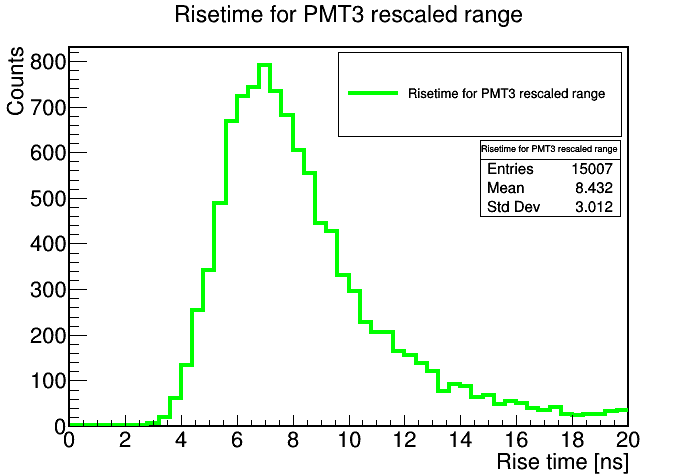 Risetime for PMT3 rescaled range
Counts
800
700
600
500
400
300
200
100
0
Risetime for PMT3 rescaled range
Risetime for PMT3 rescaled range
Entries 15007
Mean 8.432
Std Dev 3.012
0 2 4 6 8 10 12 14 16 18 20
Rise time [ns]